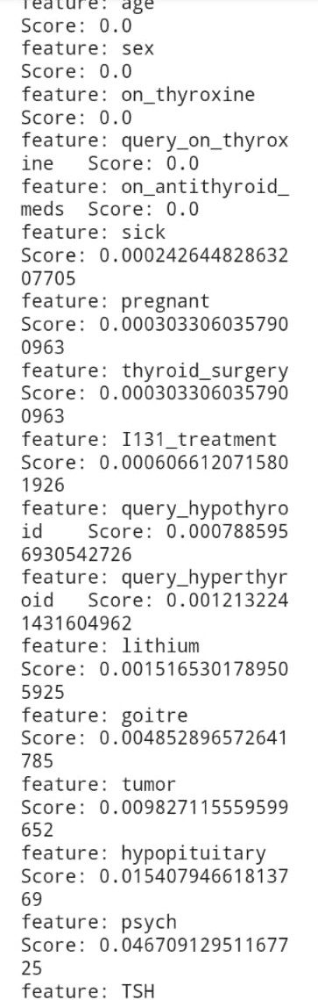 feature: age
Score: 0.0
feature: sex
Score: 0.0
feature: on_thyroxine
Score: 0.0
feature: query_on_thyrox
ine   Score: 0.0
feature: on_antithyroid_
meds  Score: 0.0
feature: sick
Score: 0.000242644828632
07705
feature: pregnant
Score: 0.000303306035790
0963
feature: thyroid_surgery
Score: 0.000303306035790
0963
feature: I131_treatment
Score: 0.000606612071580
1926
feature: query_hypothyro
id    Score: 0.000788595
6930542726
feature: query_hyperthyr
oid   Score: 0.001213224
1431604962
feature: lithium
Score: 0.001516530178950
5925
feature: goitre
Score: 0.004852896572641
785
feature: tumor
Score: 0.009827115559599
652
feature: hypopituitary
Score: 0.015407946618137
69
feature: psych
Score: 0.046709129511677
25
feature: TSH